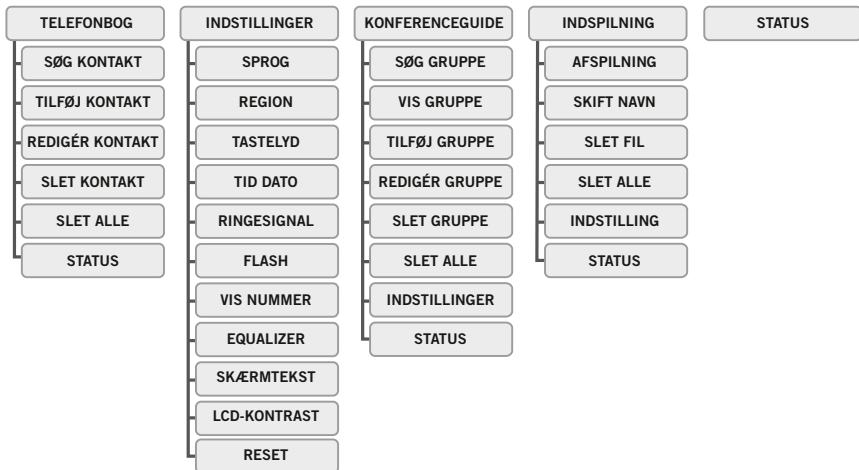 TELEFONBOG
SØG KONTAKT
TILFØJ KONTAKT
REDIGÉR KONTAKT
SLET KONTAKT
SLET ALLE
STATUS
INDSTILLINGER
SPROG
REGION
TASTELYD
TID DATO
RINGESIGNAL
FLASH
VIS NUMMER
EQUALIZER
SKÆRMTEKST
LCD-KONTRAST
RESET
KONFERENCEGUIDE
SØG GRUPPE
VIS GRUPPE
TILFØJ GRUPPE
REDIGÉR GRUPPE
SLET GRUPPE
SLET ALLE
INDSTILLINGER
STATUS
INDSPILNING
AFSPILNING
SKIFT NAVN
SLET FIL
SLET ALLE
INDSTILLING
STATUS
STATUS